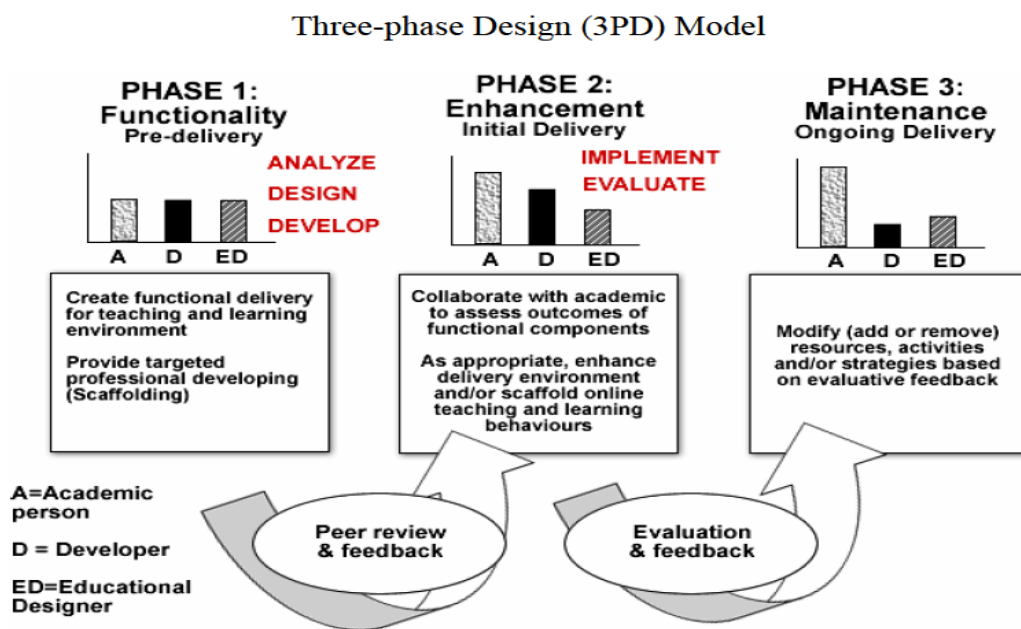 Three-phase Design (3PD) Model
PHASE 1:
Functionality
Pre-delivery
ANALYZE
DESIGN
DEVELOP
A D ED
Create functional delivery
for teaching and learning
environment
Provide targeted
professional developing
(Scaffolding)
PHASE 2:
Enhancement
Initial Delivery
IMPLEMENT
EVALUATE
A D ED
Collaborate with academic
to assess outcomes of
functional components
As appropriate, enhance
delivery environment
and/or scaffold online
teaching and learning
behaviours
PHASE 3:
Maintenance
Ongoing Delivery
A D ED
Modify (add or remove)
resources, activities
and/or strategies based
on evaluative feedback
A=Academic
person
D = Developer
ED=Educational
Designer
Peer review
& feedback
Evaluation
& feedback